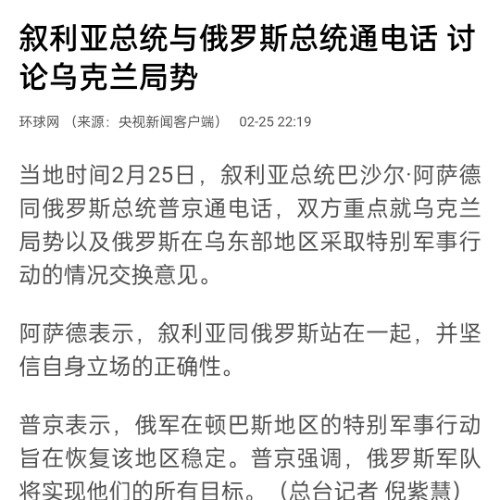 叙利亚总统与俄罗斯总统通电话 讨
论乌克兰局势
环球网 （来源：央视新闻客户端） 02-25 22:19
当地时间2月25日，叙利亚总统巴沙尔·阿萨德
同俄罗斯总统普京通电话，双方重点就乌克兰
局势以及俄罗斯在乌东部地区采取特别军事行
动的情况交换意见。
阿萨德表示，叙利亚同俄罗斯站在一起，并坚
信自身立场的正确性。
普京表示，俄军在顿巴斯地区的特别军事行动
旨在恢复该地区稳定。普京强调，俄罗斯军队
将实现他们的所有目标。（总台记者 倪紫慧）